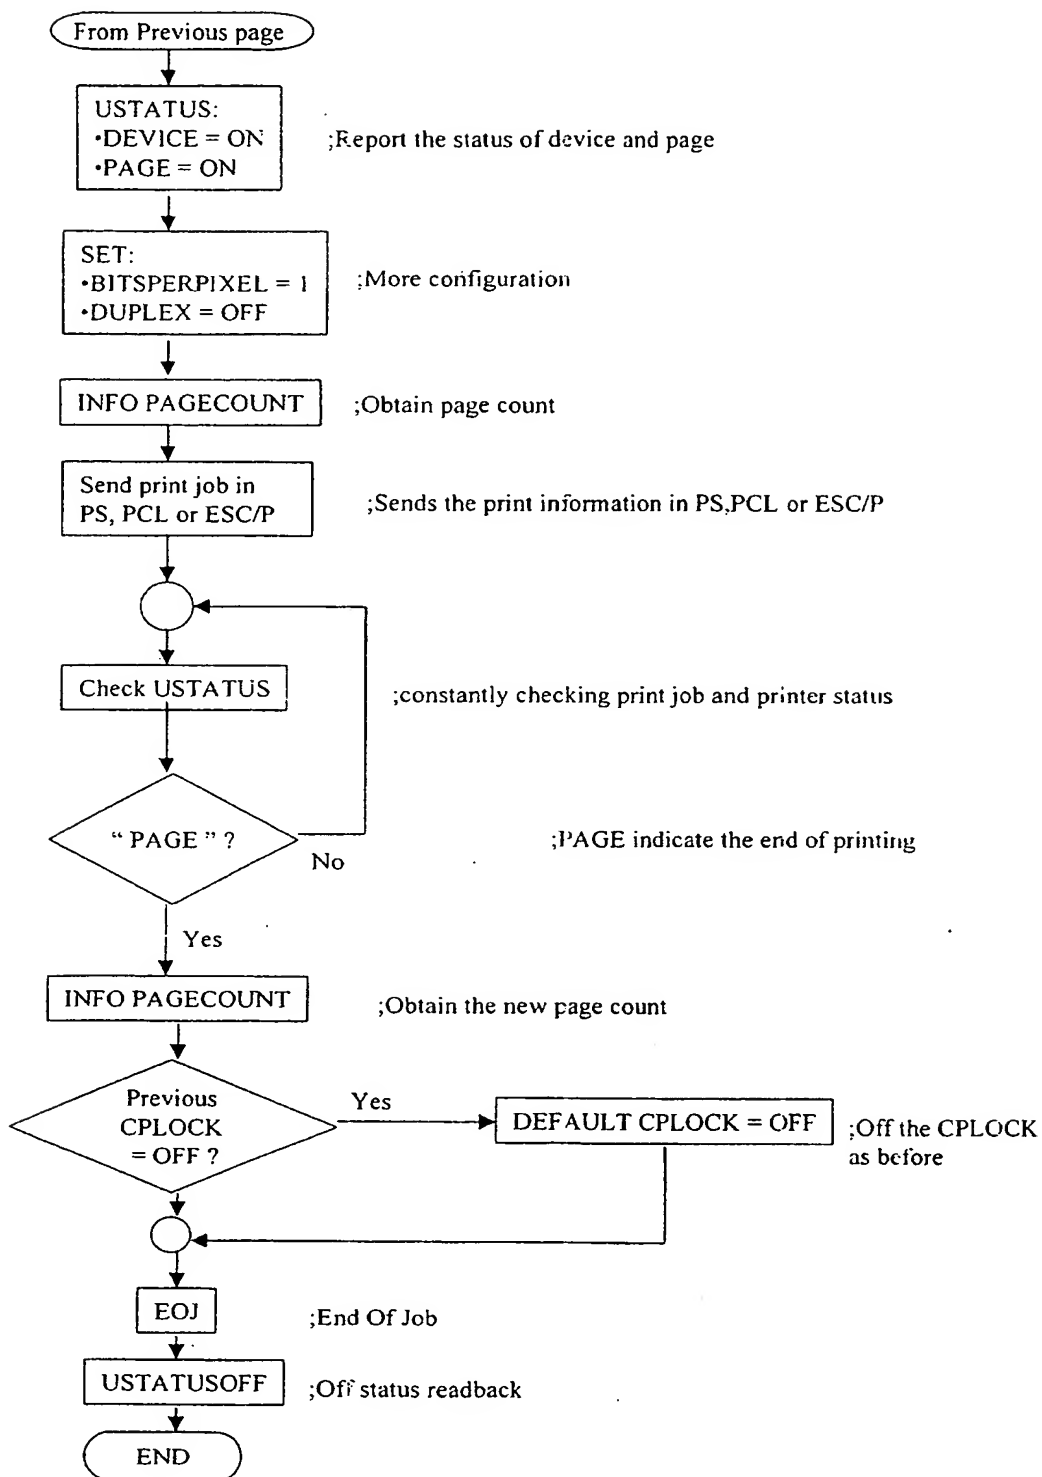 From Previous page
USTATUS:
•DEVICE = ON
•PAGE = ON
;Report the status of device and page
SET:
•BITSPERPIXEL = 1
•DUPLEX = OFF
;More configuration
INFO PAGECOUNT
;Obtain page count
Send print job in
PS, PCL or ESC/P
;Sends the print information in PS,PCL or ESC/P
Check USTATUS
;constantly checking print job and printer status
“ PAGE ” ?
No
;PAGE indicate the end of printing
Yes
INFO PAGECOUNT
;Obtain the new page count
Previous
CPLOCK
= OFF ?
Yes
DEFAULT CPLOCK = OFF
;Off the CPLOCK
as before
EOJ
;End Of Job
USTATUSOFF
;Off status readback
END